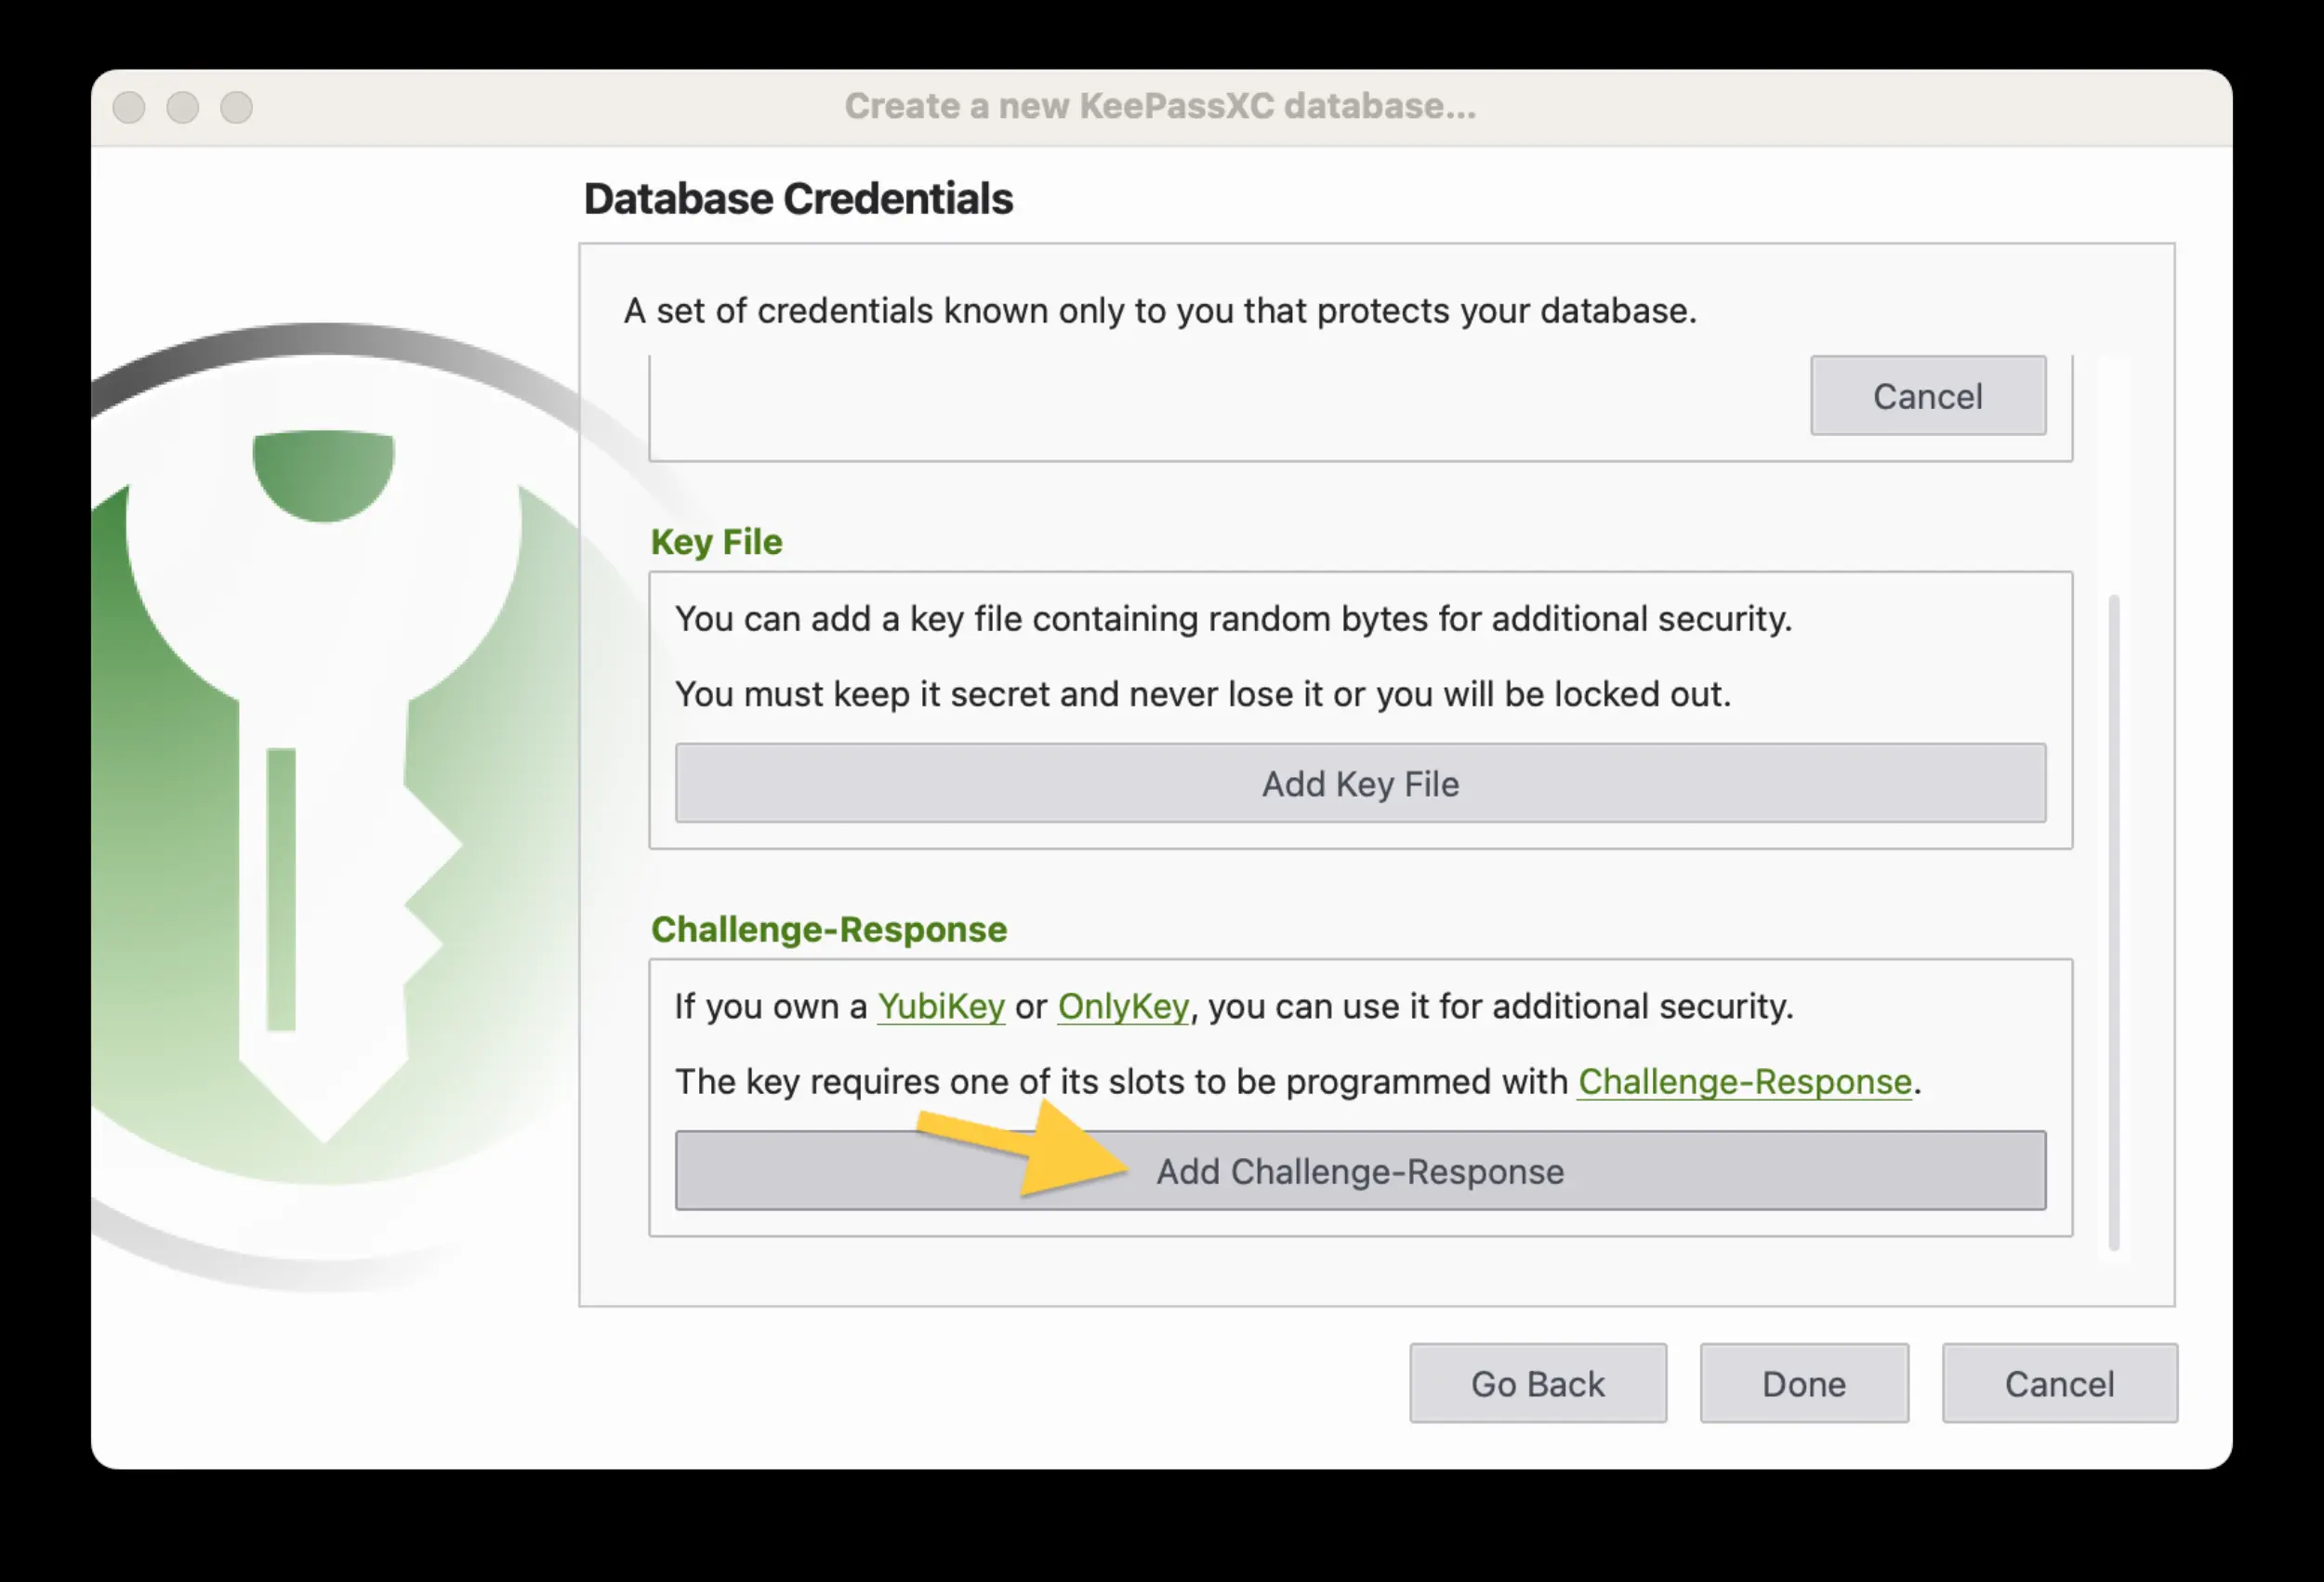 Create a new KeePassXC database...
Database Credentials
A set of credentials known only to you that protects your database.
Cancel
Key File
You can add a key file containing random bytes for additional security.
You must keep it secret and never lose it or you will be locked out.
Add Key File
Challenge-Response
If you own a YubiKey or OnlyKey, you can use it for additional security.
The key requires one of its slots to be programmed with Challenge-Response.
Add Challenge-Response
Go Back
Done
Cancel